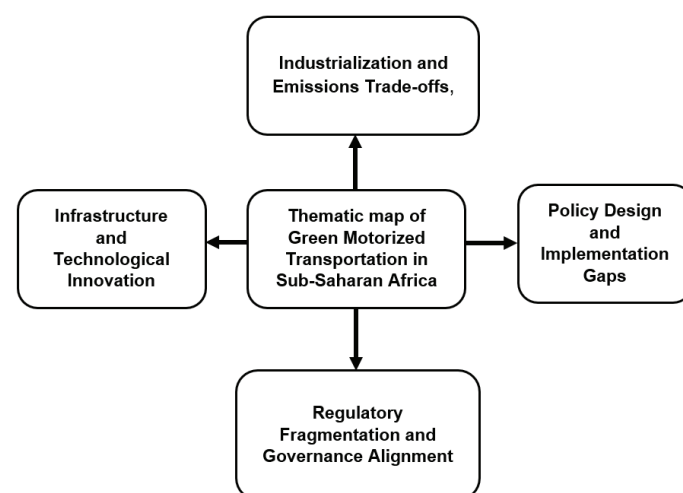 Industrialization and
Emissions Trade-offs,
Infrastructure
and
Technological
Innovation
Thematic map of
Green Motorized
Transportation in
Sub-Saharan Africa
Policy Design
and
Implementation
Gaps
Regulatory
Fragmentation and
Governance Alignment